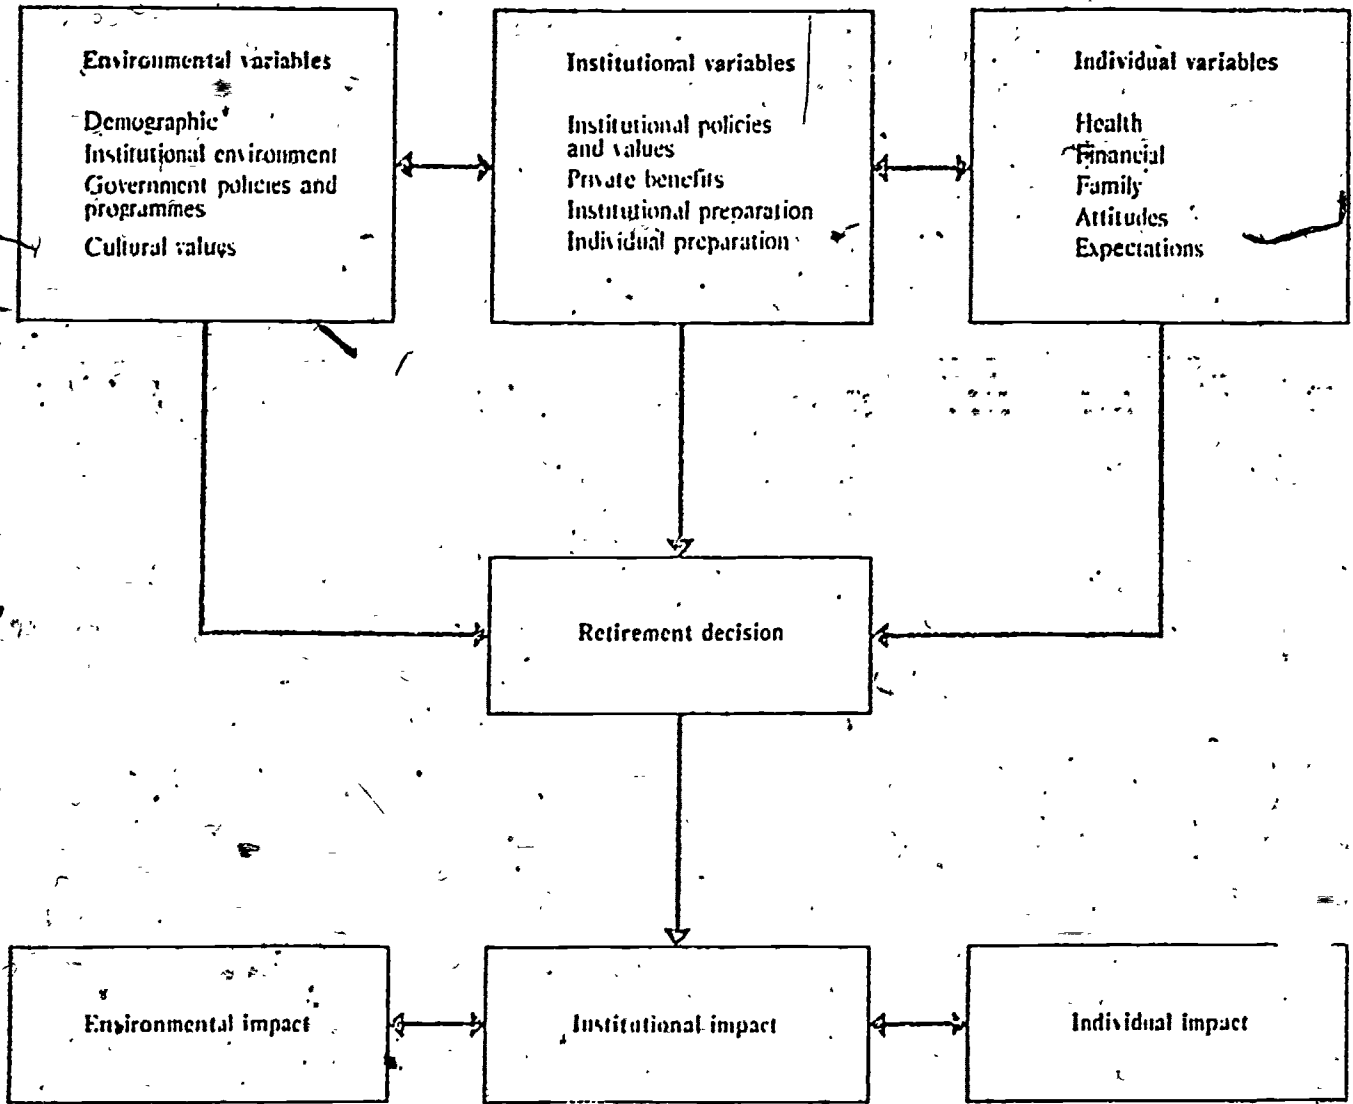 Environmental variables
Demographic
Institutional environment
Government policies and
programmes
Cultural values
Institutional variables
Institutional policies
and values
Private benefits
Institutional preparation
Individual preparation
Individual variables
Health
Financial
Family
Attitudes
Expectations
Retirement decision
Environmental impact
Institutional impact
Individual impact